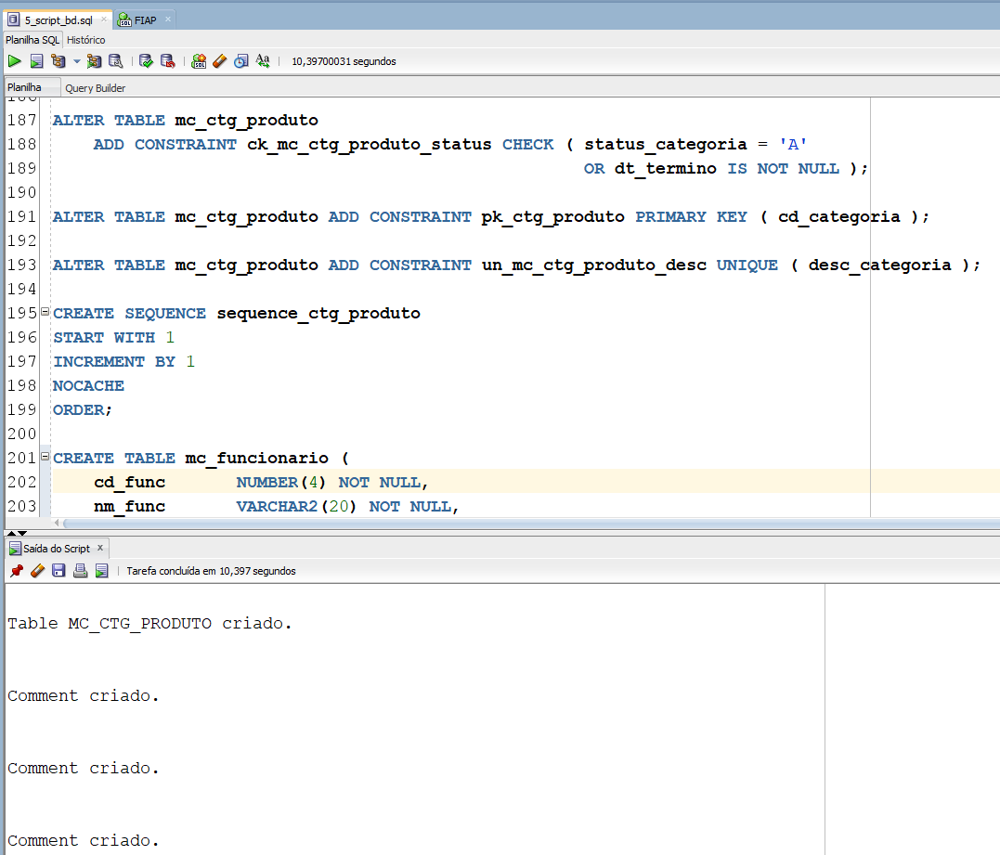 5_script_bd.sql × FIAP ×
Planilha SQL Histórico
10,39700031 segundos
Planilha Query Builder
187 ALTER TABLE mc_ctg_produto
188 ADD CONSTRAINT ck_mc_ctg_produto_status CHECK ( status_categoria = 'A'
189 OR dt_termino IS NOT NULL );
190
191 ALTER TABLE mc_ctg_produto ADD CONSTRAINT pk_ctg_produto PRIMARY KEY ( cd_categoria );
192
193 ALTER TABLE mc_ctg_produto ADD CONSTRAINT un_mc_ctg_produto_desc UNIQUE ( desc_categoria );
194
195 CREATE SEQUENCE sequence_ctg_produto
196 START WITH 1
197 INCREMENT BY 1
198 NOCACHE
199 ORDER;
200
201 CREATE TABLE mc_funcionario (
202 cd_func NUMBER(4) NOT NULL,
203 nm_func VARCHAR2(20) NOT NULL,
Saída do Script ×
Tarefa concluída em 10,397 segundos
Table MC_CTG_PRODUTO criado.
Comment criado.
Comment criado.
Comment criado.